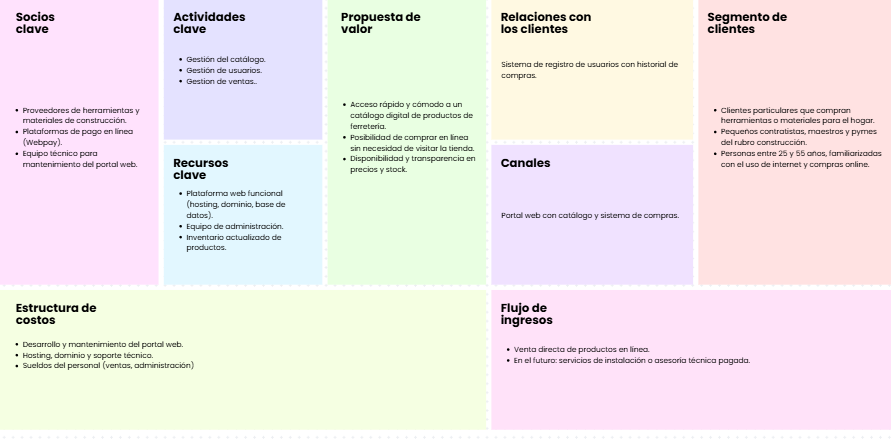 Socios
clave
• Proveedores de herramientas y
materiales de construcción.
• Plataformas de pago en línea
(Webpay).
• Equipo técnico para
mantenimiento del portal web.
Actividades
clave
• Gestión del catálogo.
• Gestión de usuarios.
• Gestion de ventas..
Recursos
clave
• Plataforma web funcional
(hosting, dominio, base de
datos).
• Equipo de administración.
• Inventario actualizado de
productos.
Propuesta de
valor
• Acceso rápido y cómodo a un
catálogo digital de productos de
ferretería.
• Posibilidad de comprar en línea
sin necesidad de visitar la tienda.
• Disponibilidad y transparencia en
precios y stock.
Relaciones con
los clientes
Sistema de registro de usuarios con historial de
compras.
Canales
Portal web con catálogo y sistema de compras.
Segmento de
clientes
• Clientes particulares que compran
herramientas o materiales para el hogar.
• Pequeños contratistas, maestros y pymes
del rubro construcción.
• Personas entre 25 y 55 años, familiarizadas
con el uso de internet y compras online.
Estructura de
costos
• Desarrollo y mantenimiento del portal web.
• Hosting, dominio y soporte técnico.
• Sueldos del personal (ventas, administración)
Flujo de
ingresos
• Venta directa de productos en línea.
• En el futuro: servicios de instalación o asesoría técnica pagada.